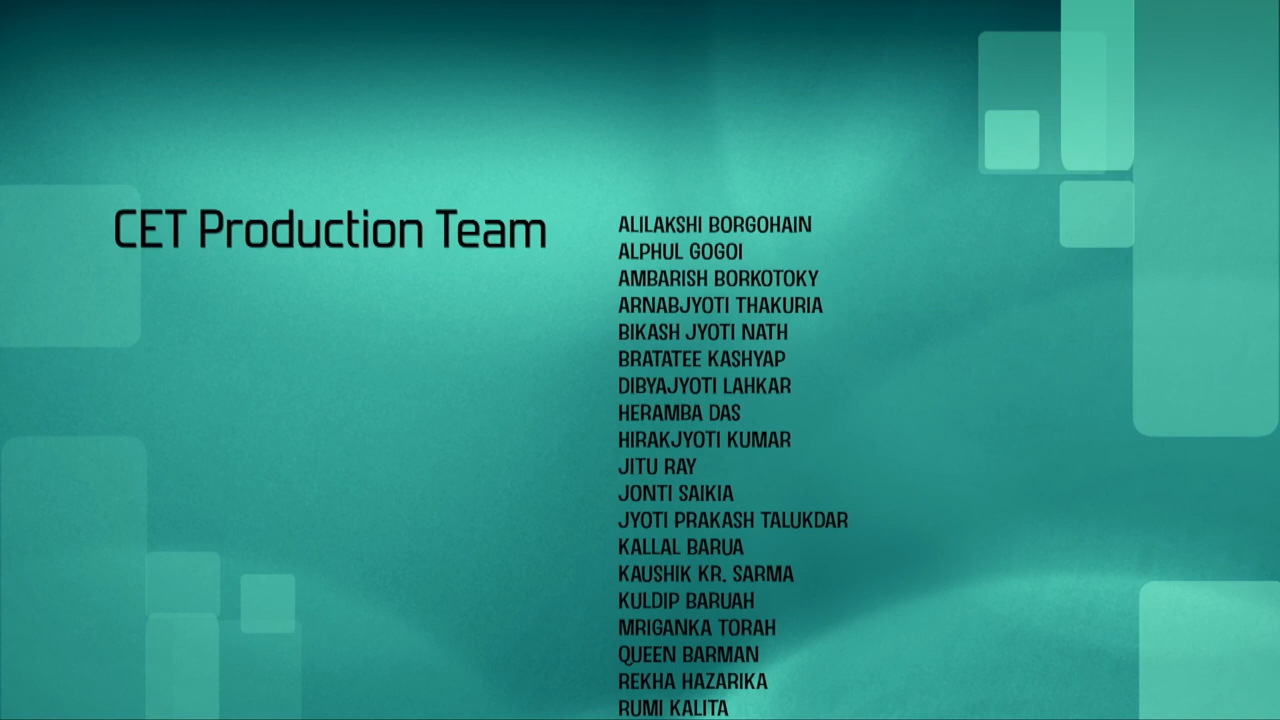 CET Production Team
ALILAKSHI BORGOHAIN
ALPHUL GOGOI
AMBARISH BORKOTOKY
ARNABJYOTI THAKURIA
BIKASH JYOTI NATH
BRATATEE KASHYAP
DIBYAJYOTI LAHKAR
HERAMBA DAS
HIRAKJYOTI KUMAR
JITU RAY
JONTI SAIKIA
JYOTI PRAKASH TALUKDAR
KALLAL BARUA
KAUSHIK KR. SARMA
KULDIP BARUAH
MRIGANKA TORAH
QUEEN BARMAN
REKHA HAZARIKA
RUMI KALITA